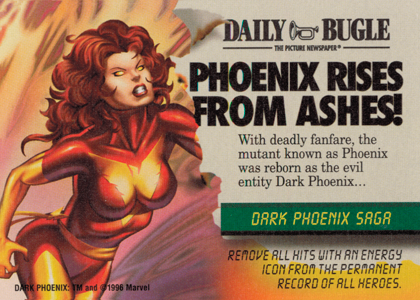 DAILY BUGLE
THE PICTURE NEWSPAPER®
PHOENIX RISES
FROM ASHES!
With deadly fanfare, the
mutant known as Phoenix
was reborn as the evil
entity Dark Phoenix...
DARK PHOENIX SAGA
REMOVE ALL HITS WITH AN ENERGY
ICON FROM THE PERMANENT
RECORD OF ALL HEROES.
DARK PHOENIX: TM and ©1996 Marvel